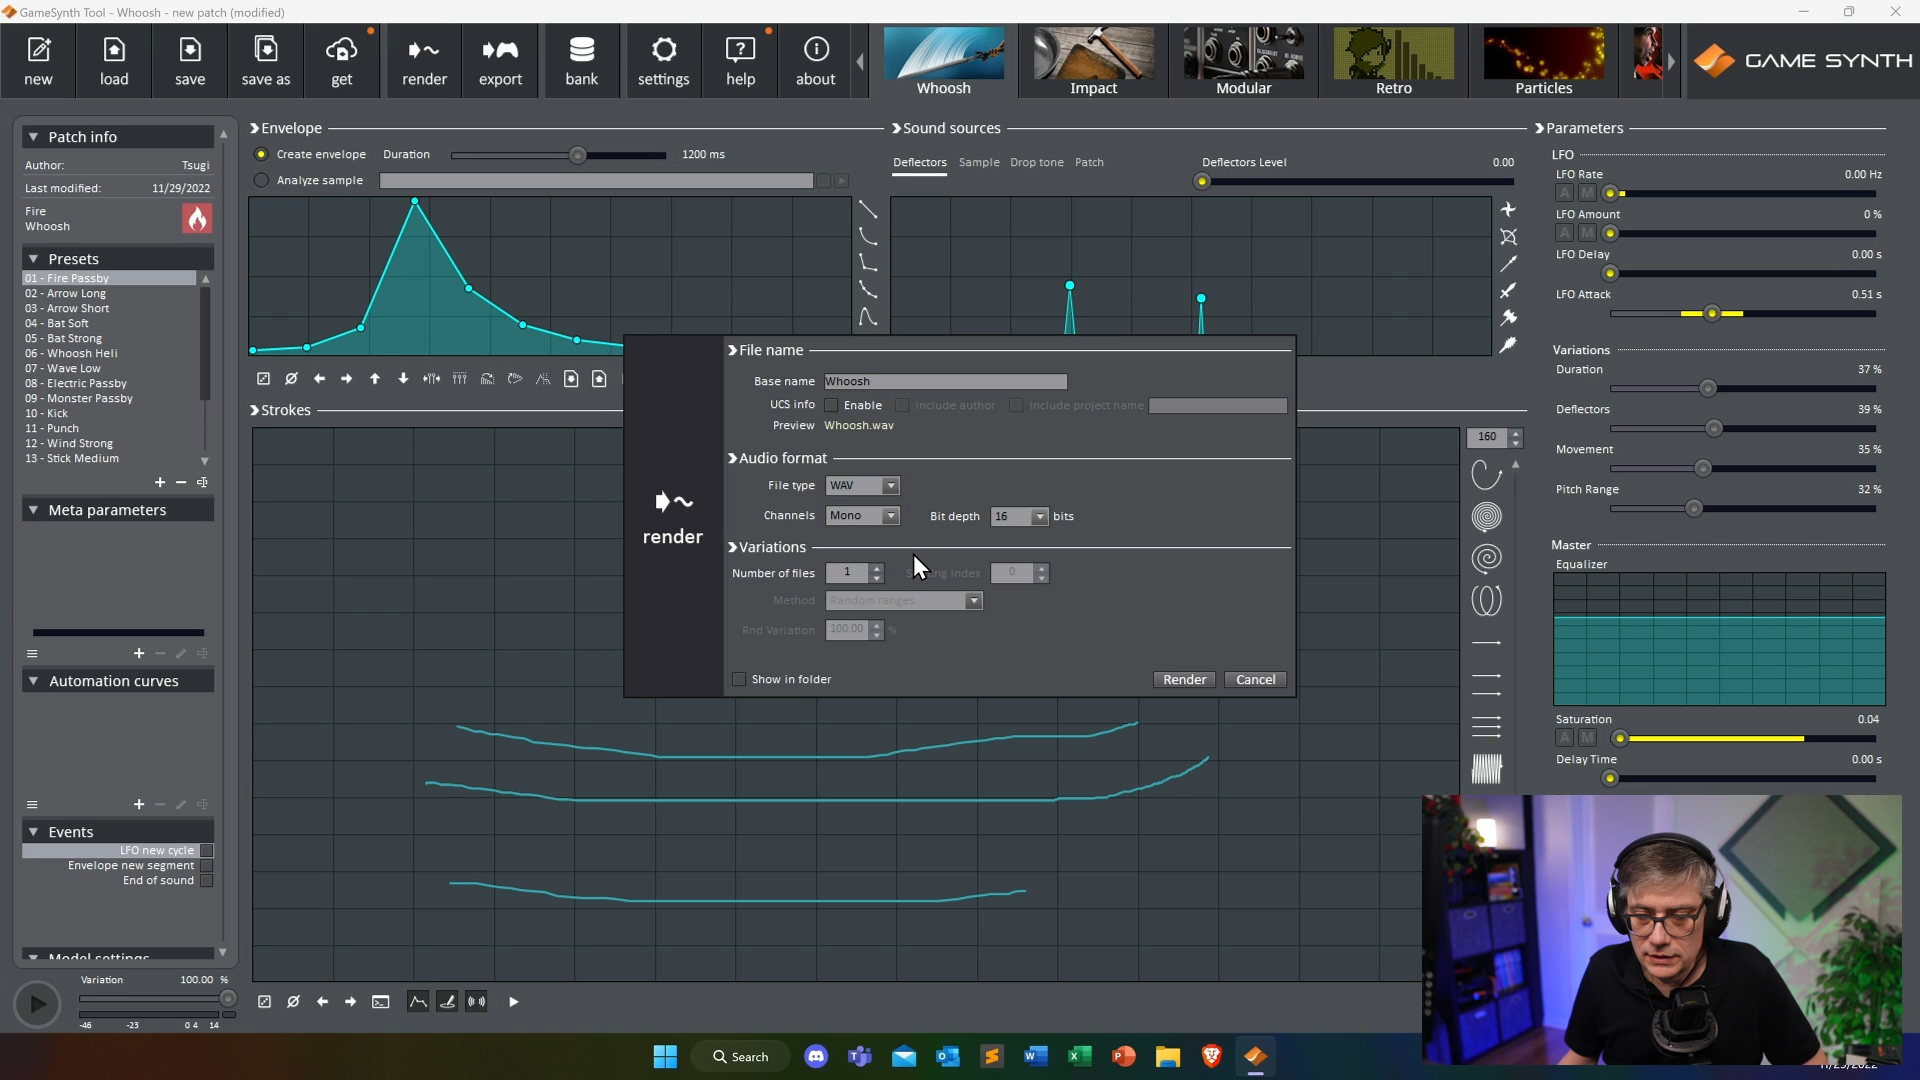 GameSynth Tool - Whoosh - new patch (modified)
new
load
save
save as
get
render
export
bank
settings
help
about
Whoosh
Impact
Modular
Retro
Particles
GAME SYNTH
Patch info
Author: Tsugi
Last modified: 11/29/2022
Fire
Whoosh
Presets
01 - Fire Passby
02 - Arrow Long
03 - Arrow Short
04 - Bat Soft
05 - Bat Strong
06 - Whoosh Heli
07 - Wave Low
08 - Electric Passby
09 - Monster Passby
10 - Kick
11 - Punch
12 - Wind Strong
13 - Stick Medium
Meta parameters
Automation curves
Events
LFO new cycle
Envelope new segment
End of sound
Model settings
Variation 100.00 %
-46 -23 0 4 14
Envelope
Create envelope Duration 1200 ms
Analyze sample
Strokes
Sound sources
Deflectors Sample Drop tone Patch
Deflectors Level 0.00
160
File name
Base name Whoosh
UCS info Enable Include author Include project name
Preview Whoosh.wav
Audio format
File type WAV
Channels Mono Bit depth 16 bits
Variations
Number of files 1 index 0
Method Random ranges
Rnd Variation 100.00 %
Show in folder
Render Cancel
render
Parameters
LFO
LFO Rate 0.00 Hz
A M
LFO Amount 0 %
A M
LFO Delay 0.00 s
LFO Attack 0.51 s
Variations
Duration 37 %
Deflectors 39 %
Movement 35 %
Pitch Range 32 %
Master
Equalizer
Saturation 0.04
A M
Delay Time 0.00 s
Search